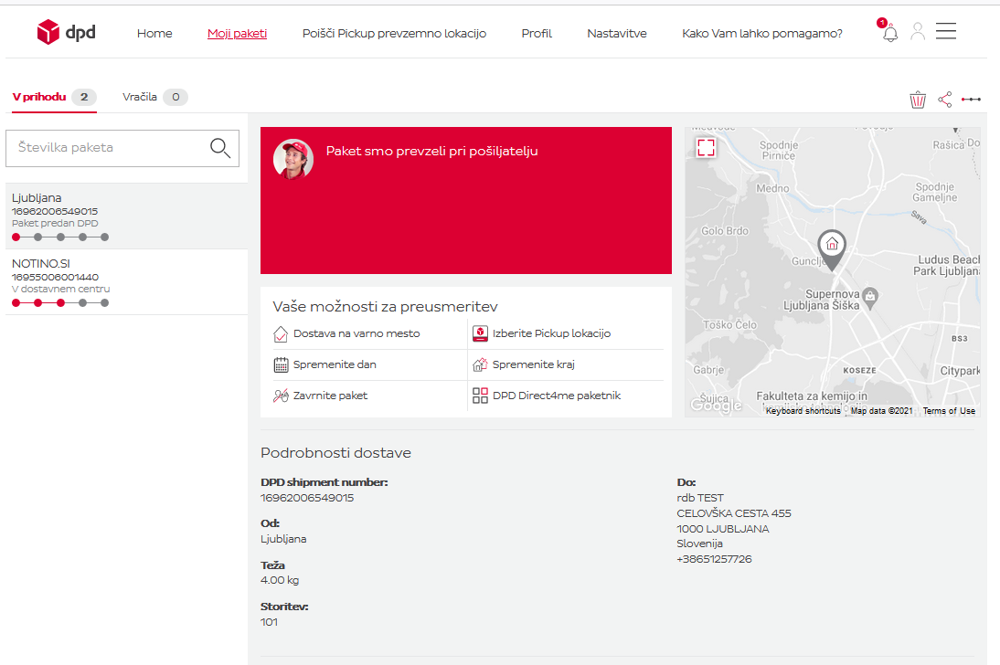 dpd
Home
Moji paketi
Poišči Pickup prevzemno lokacijo
Profil
Nastavitve
Kako Vam lahko pomagamo?
1
V prihodu 2
Vračila 0
Številka paketa
Ljubljana
16962006549015
Paket predan DPD
NOTINO.SI
16955006001440
V dostavnem centru
Paket smo prevzeli pri pošiljatelju
Vaše možnosti za preusmeritev
Dostava na varno mesto
Izberite Pickup lokacijo
Spremenite dan
Spremenite kraj
Zavrnite paket
DPD Direct4me paketnik
Medvode
Spodnje
Pirniče
Rašica
Do
Medno
Spodnje
Gameljne
Sava
Golo Brdo
Gunclje
Ludus Beach
Park Ljubljana
Supernova
Ljubljana Šiška
Toško Čelo
BS3
Gabrje
KOSEZE
Citypark
Šujica
Fakulteta za kemijo in
kemijsko tehnologijo
Google
Keyboard shortcuts
Map data ©2021
Terms of Use
Podrobnosti dostave
DPD shipment number:
16962006549015
Od:
Ljubljana
Teža
4.00 kg
Storitev:
101
Do:
rdb TEST
CELOVŠKA CESTA 455
1000 LJUBLJANA
Slovenija
+38651257726